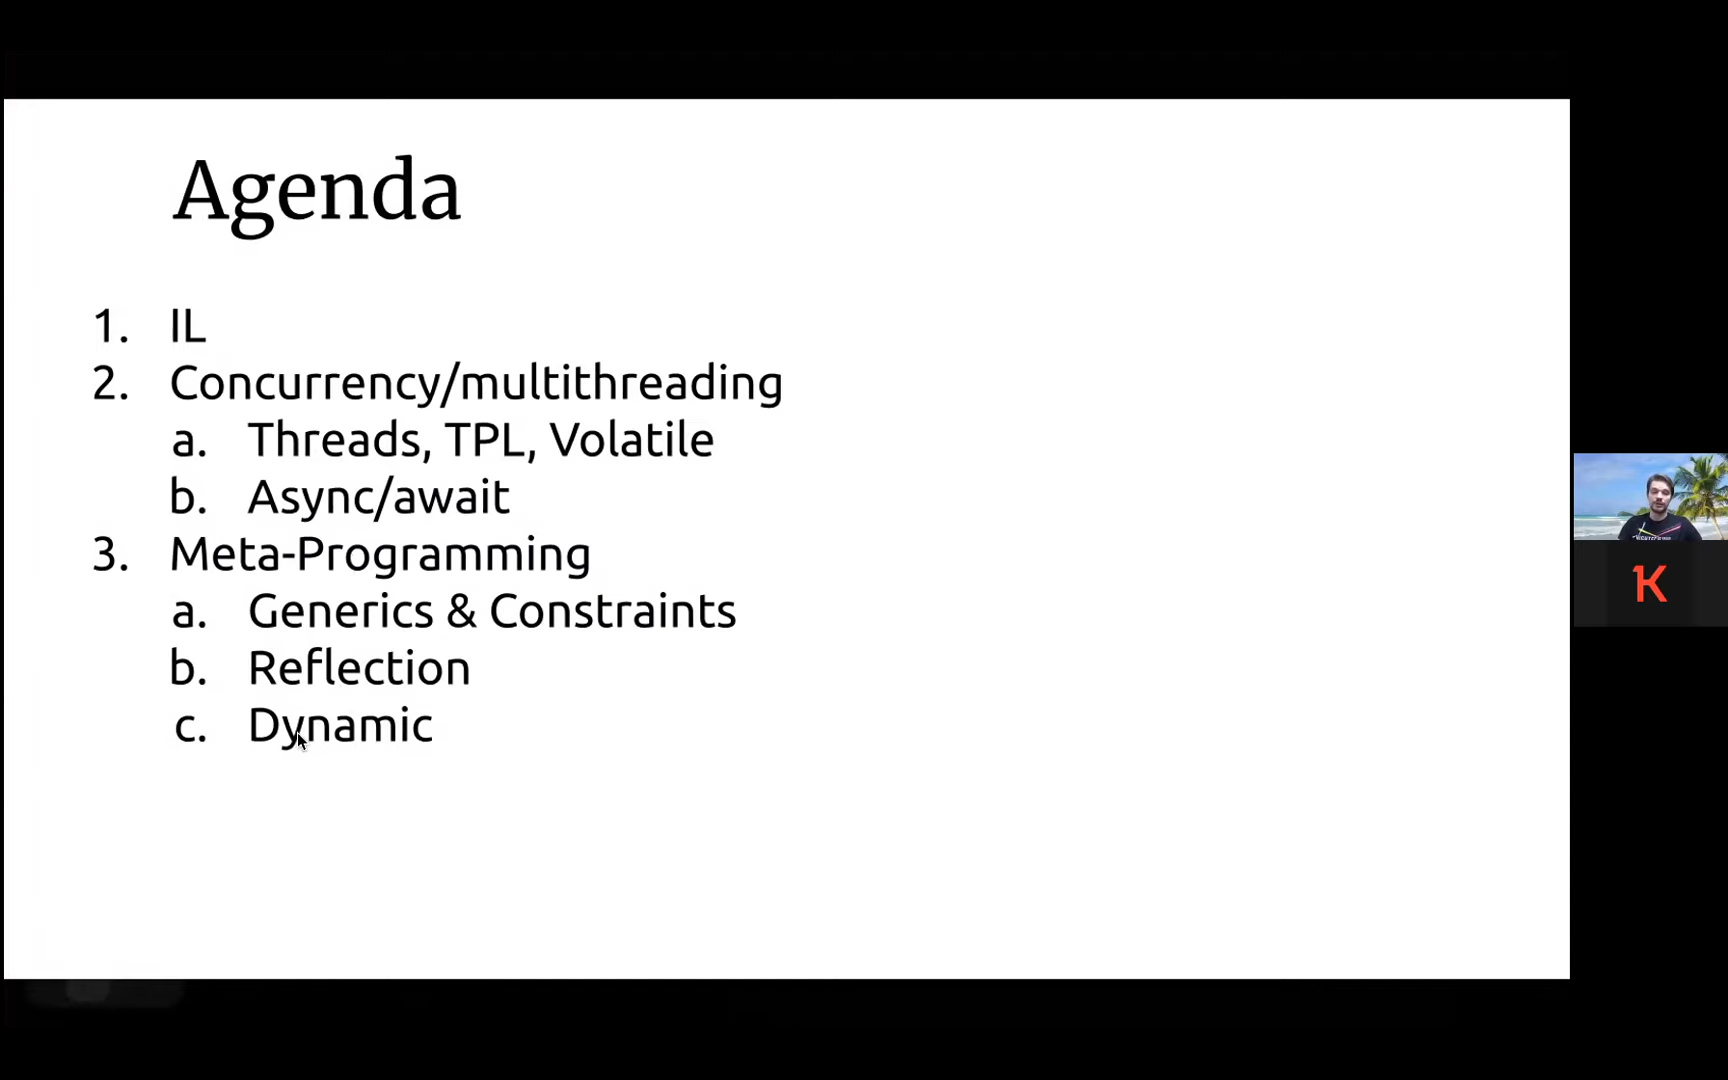 Agenda
1. IL
2. Concurrency/multithreading
a. Threads, TPL, Volatile
b. Async/await
3. Meta-Programming
a. Generics & Constraints
b. Reflection
c. Dynamic
K